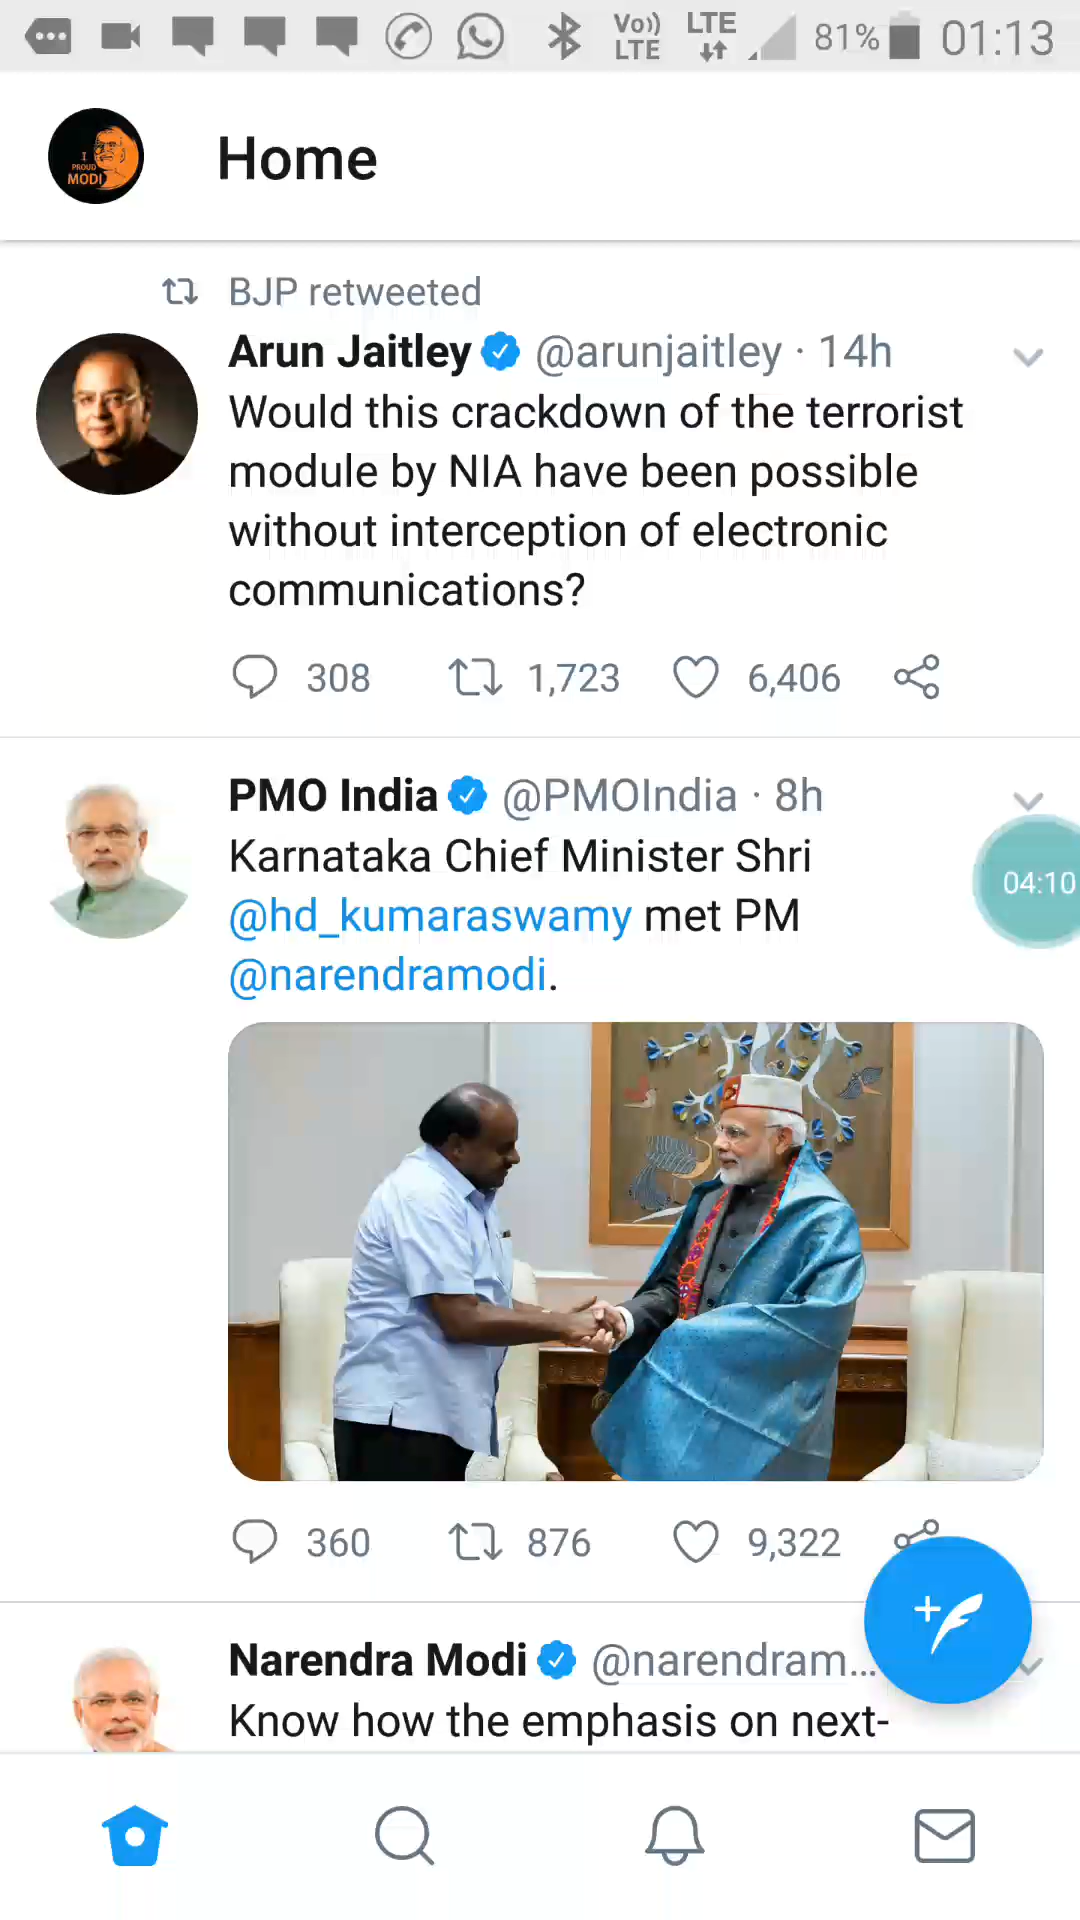 Vo)) LTE 81% 01:13
LTE
I
PROUD
MODI
Home
BJP retweeted
Arun Jaitley @arunjaitley · 14h
Would this crackdown of the terrorist
module by NIA have been possible
without interception of electronic
communications?
308 1,723 6,406
PMO India @PMOIndia · 8h
Karnataka Chief Minister Shri
@hd_kumaraswamy met PM
@narendramodi.
04:10
360 876 9,322
Narendra Modi @narendram...
Know how the emphasis on next-